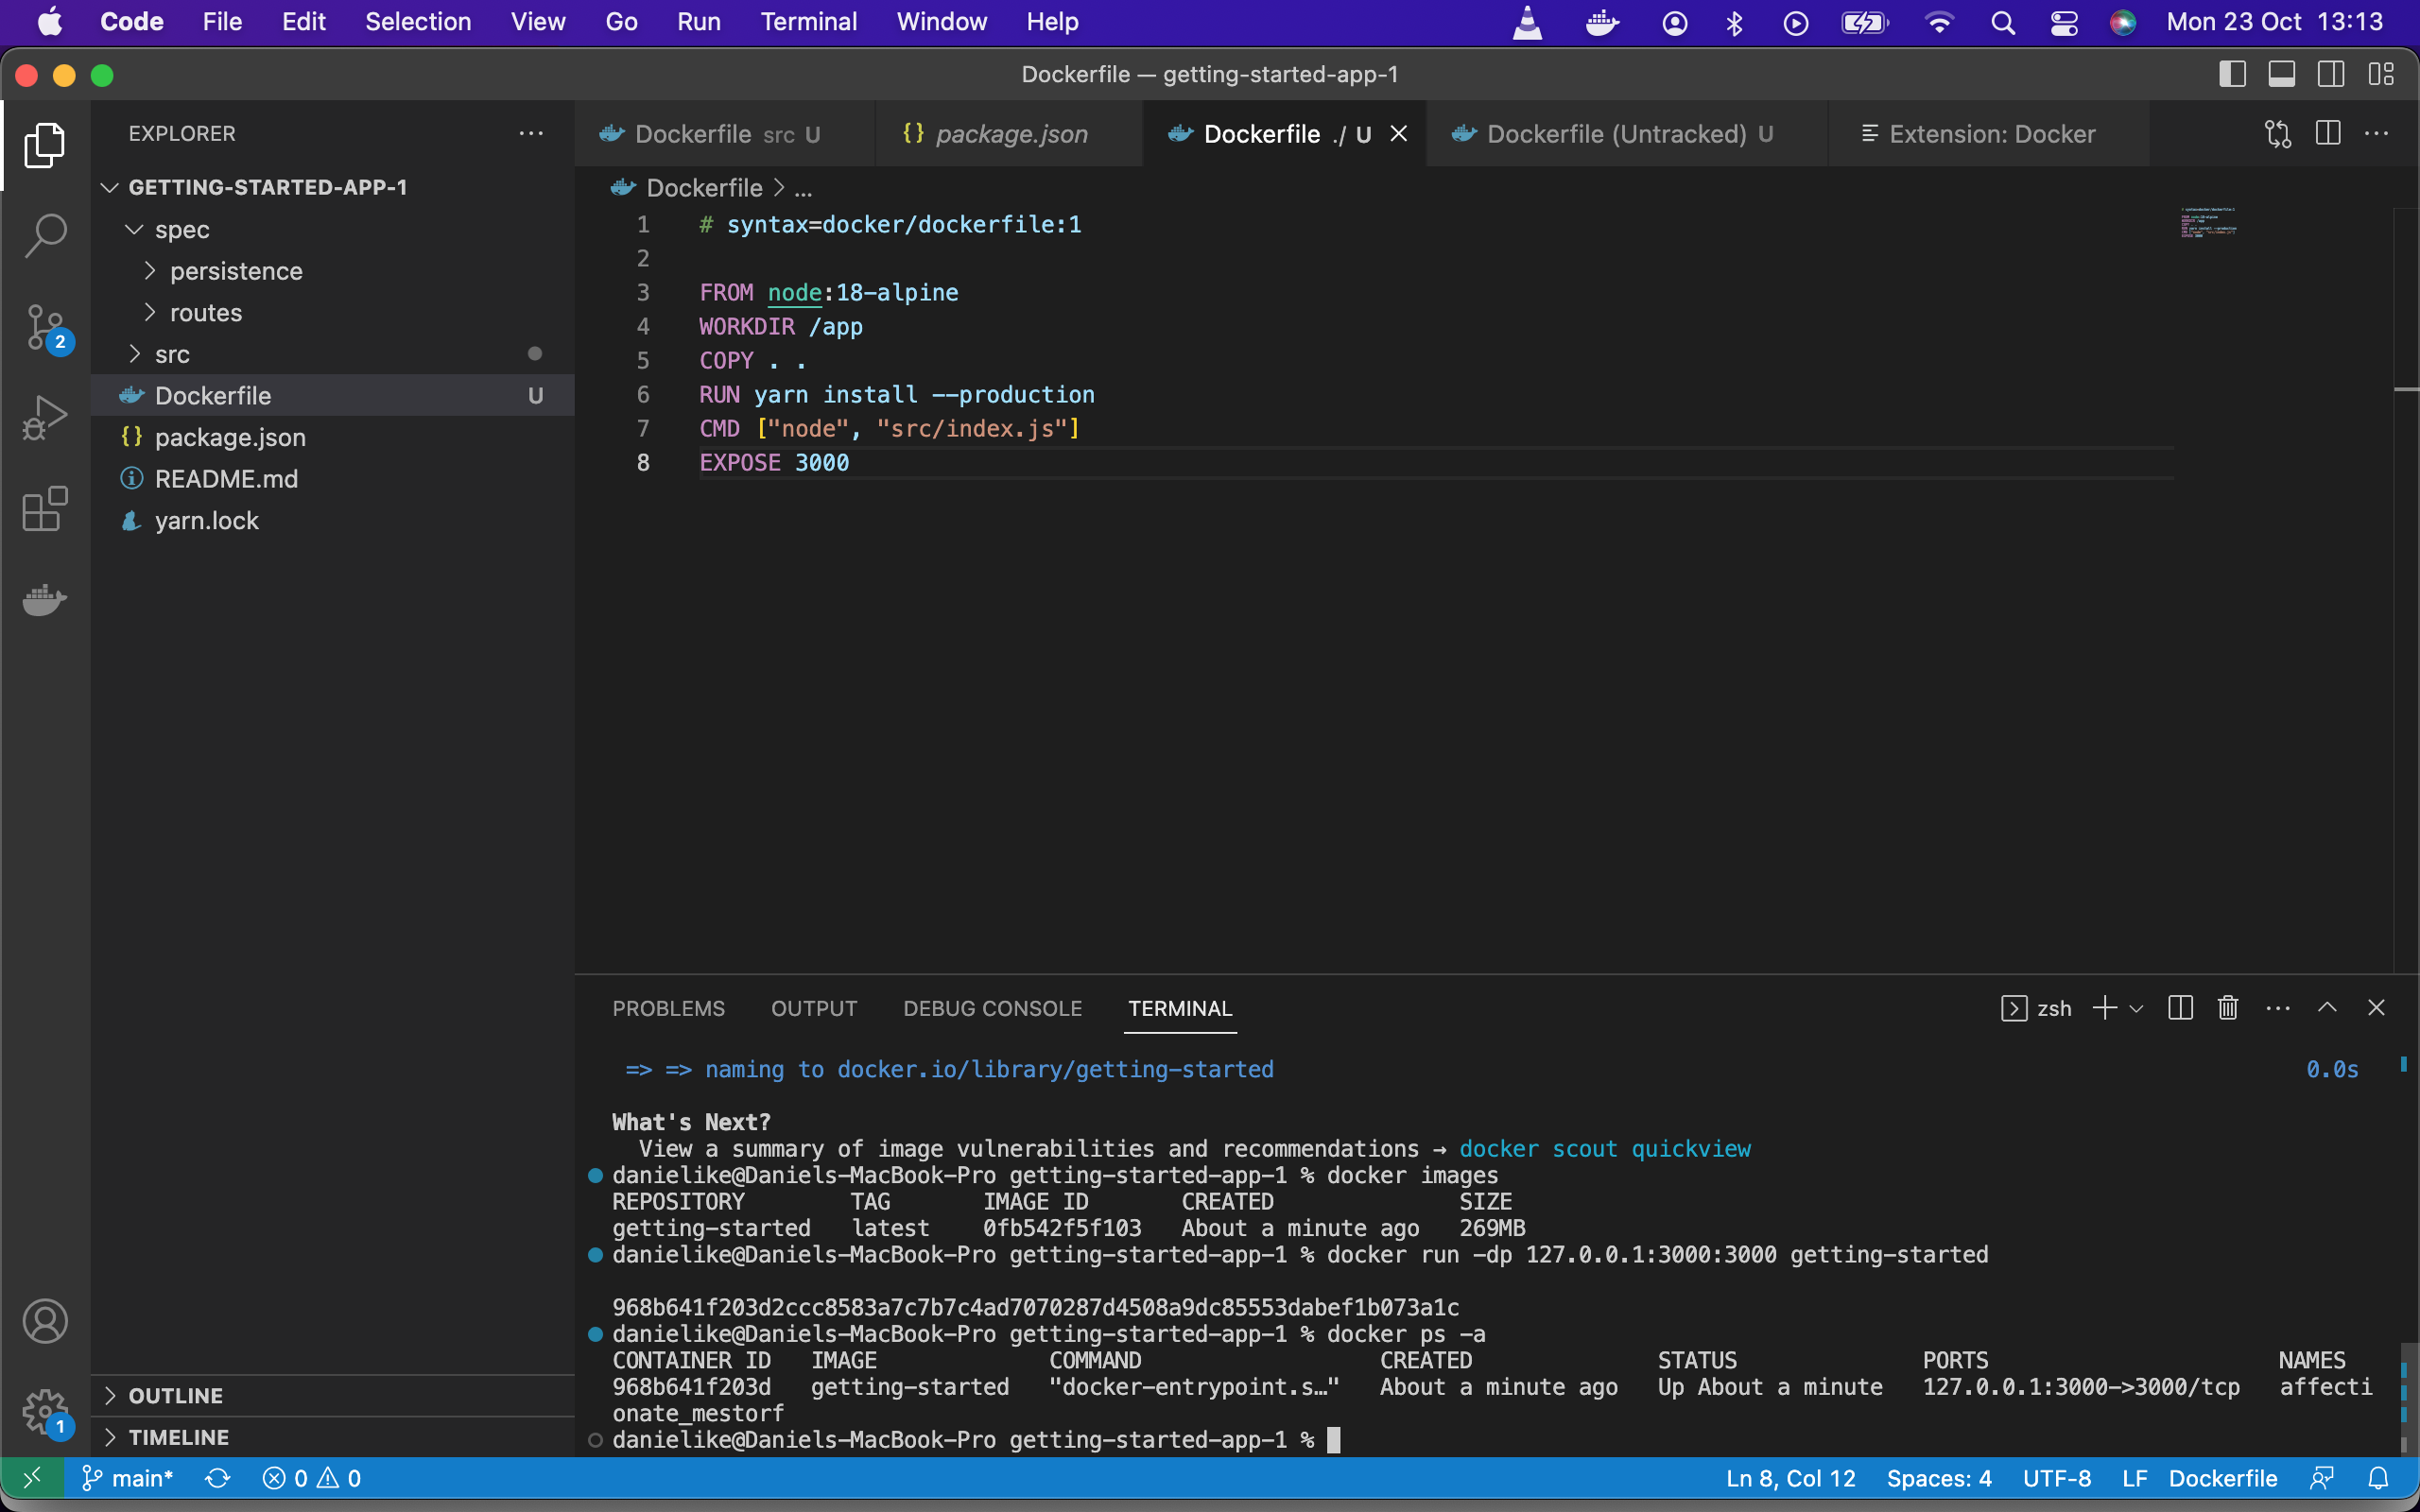 Code File Edit Selection View Go Run Terminal Window Help Mon 23 Oct 13:13
Dockerfile — getting-started-app-1
EXPLORER
GETTING-STARTED-APP-1
spec
persistence
routes
src
Dockerfile U
package.json
README.md
yarn.lock
OUTLINE
TIMELINE
2
1
Dockerfile src U package.json Dockerfile ./ U Dockerfile (Untracked) U Extension: Docker
Dockerfile > ...
1 # syntax=docker/dockerfile:1
2
3 FROM node:18-alpine
4 WORKDIR /app
5 COPY . .
6 RUN yarn install --production
7 CMD ["node", "src/index.js"]
8 EXPOSE 3000
PROBLEMS OUTPUT DEBUG CONSOLE TERMINAL zsh
=> => naming to docker.io/library/getting-started 0.0s
What's Next?
View a summary of image vulnerabilities and recommendations → docker scout quickview
danielike@Daniels-MacBook-Pro getting-started-app-1 % docker images
REPOSITORY TAG IMAGE ID CREATED SIZE
getting-started latest 0fb542f5f103 About a minute ago 269MB
danielike@Daniels-MacBook-Pro getting-started-app-1 % docker run -dp 127.0.0.1:3000:3000 getting-started
968b641f203d2ccc8583a7c7b7c4ad7070287d4508a9dc85553dabef1b073a1c
danielike@Daniels-MacBook-Pro getting-started-app-1 % docker ps -a
CONTAINER ID IMAGE COMMAND CREATED STATUS PORTS NAMES
968b641f203d getting-started "docker-entrypoint.s…" About a minute ago Up About a minute 127.0.0.1:3000->3000/tcp affecti
onate_mestorf
danielike@Daniels-MacBook-Pro getting-started-app-1 %
main* 0 0 Ln 8, Col 12 Spaces: 4 UTF-8 LF Dockerfile